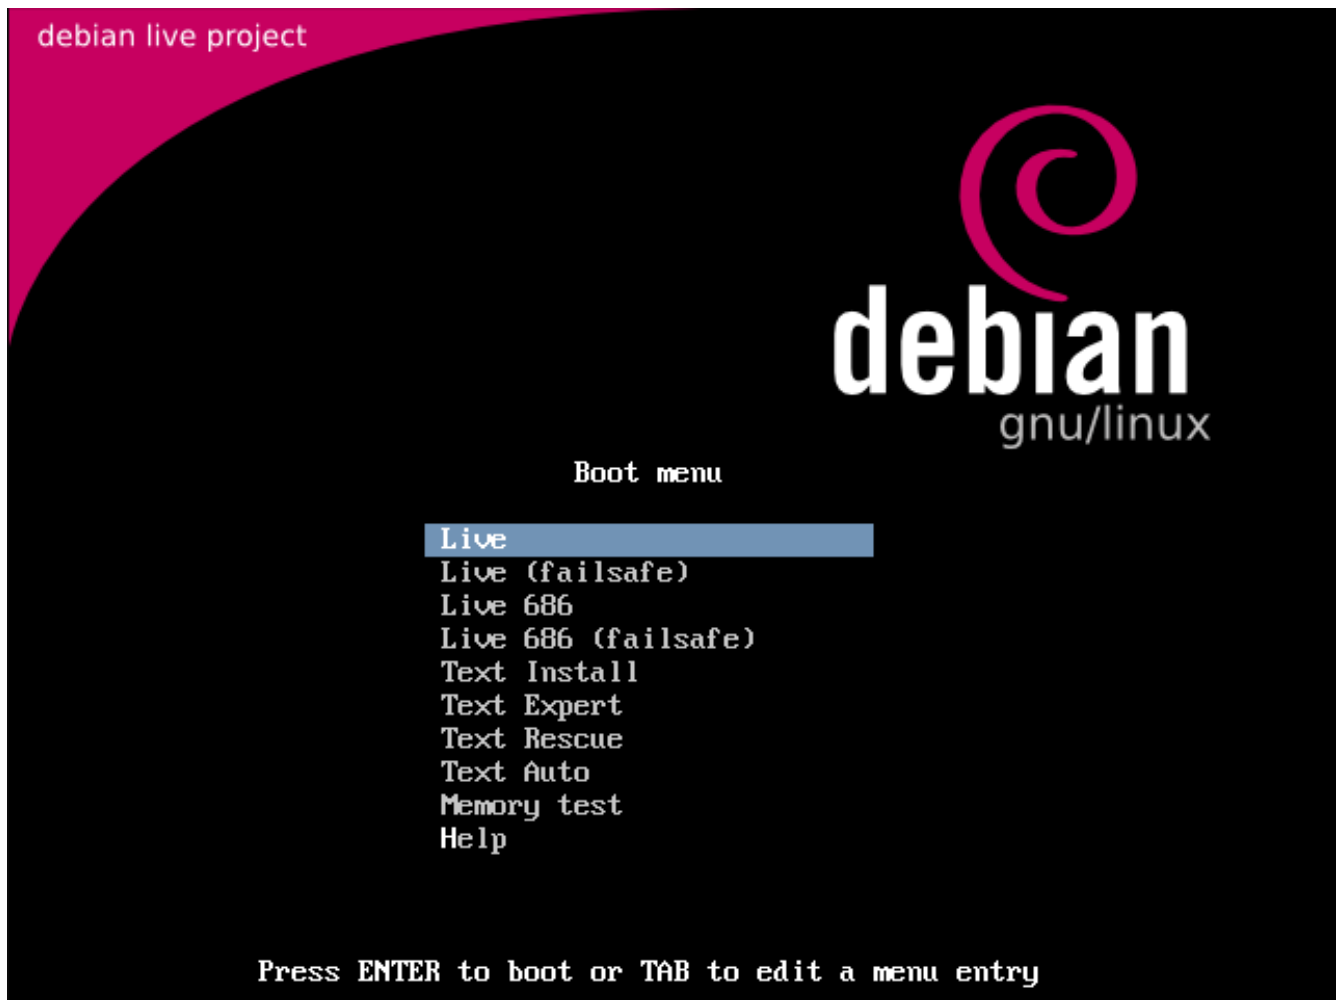 debian live project
debian
gnu/linux
Boot menu
Live
Live (failsafe)
Live 686
Live 686 (failsafe)
Text Install
Text Expert
Text Rescue
Text Auto
Memory test
Help
Press ENTER to boot or TAB to edit a menu entry